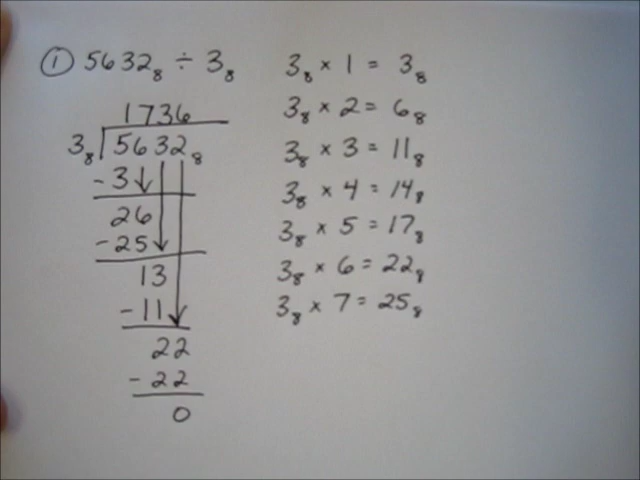 ① 5632₈ ÷ 3₈
1736
3₈)5632₈
-3
26
-25
13
-11
22
-22
0
3₈ × 1 = 3₈
3₈ × 2 = 6₈
3₈ × 3 = 11₈
3₈ × 4 = 14₈
3₈ × 5 = 17₈
3₈ × 6 = 22₈
3₈ × 7 = 25₈